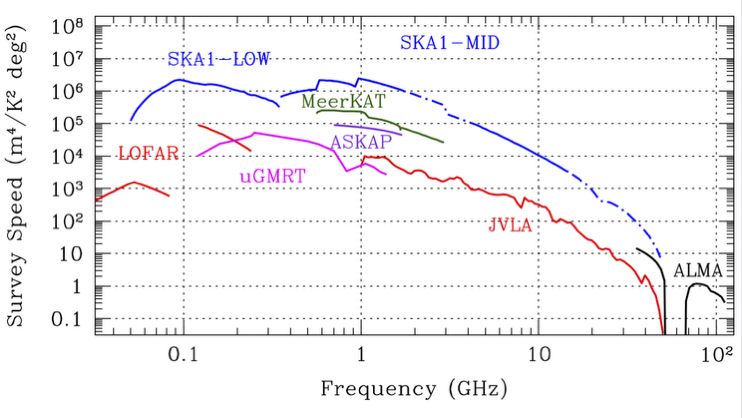 10⁸
10⁷
10⁶
10⁵
10⁴
10³
10²
10
1
0.1
Survey Speed (m⁴/K² deg²)
SKA1-LOW
SKA1-MID
MeerKAT
ASKAP
LOFAR
uGMRT
JVLA
ALMA
0.1 1 10 10²
Frequency (GHz)